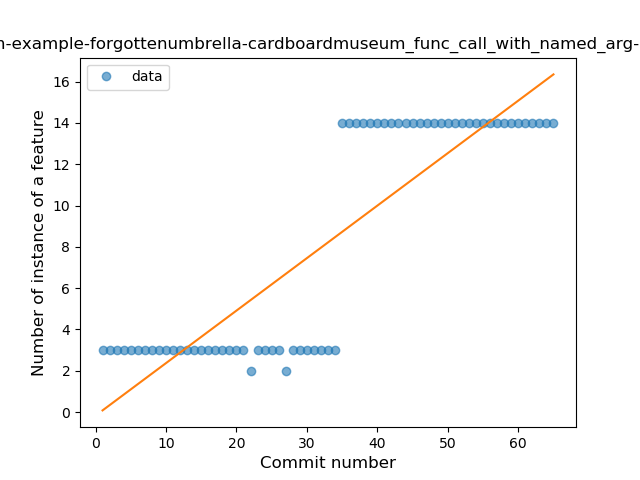 -example-forgottenumbrella-cardboardmuseum_func_call_with_named_arg-
data
Number of instance of a feature
16
14
12
10
8
6
4
2
0
0 10 20 30 40 50 60
Commit number